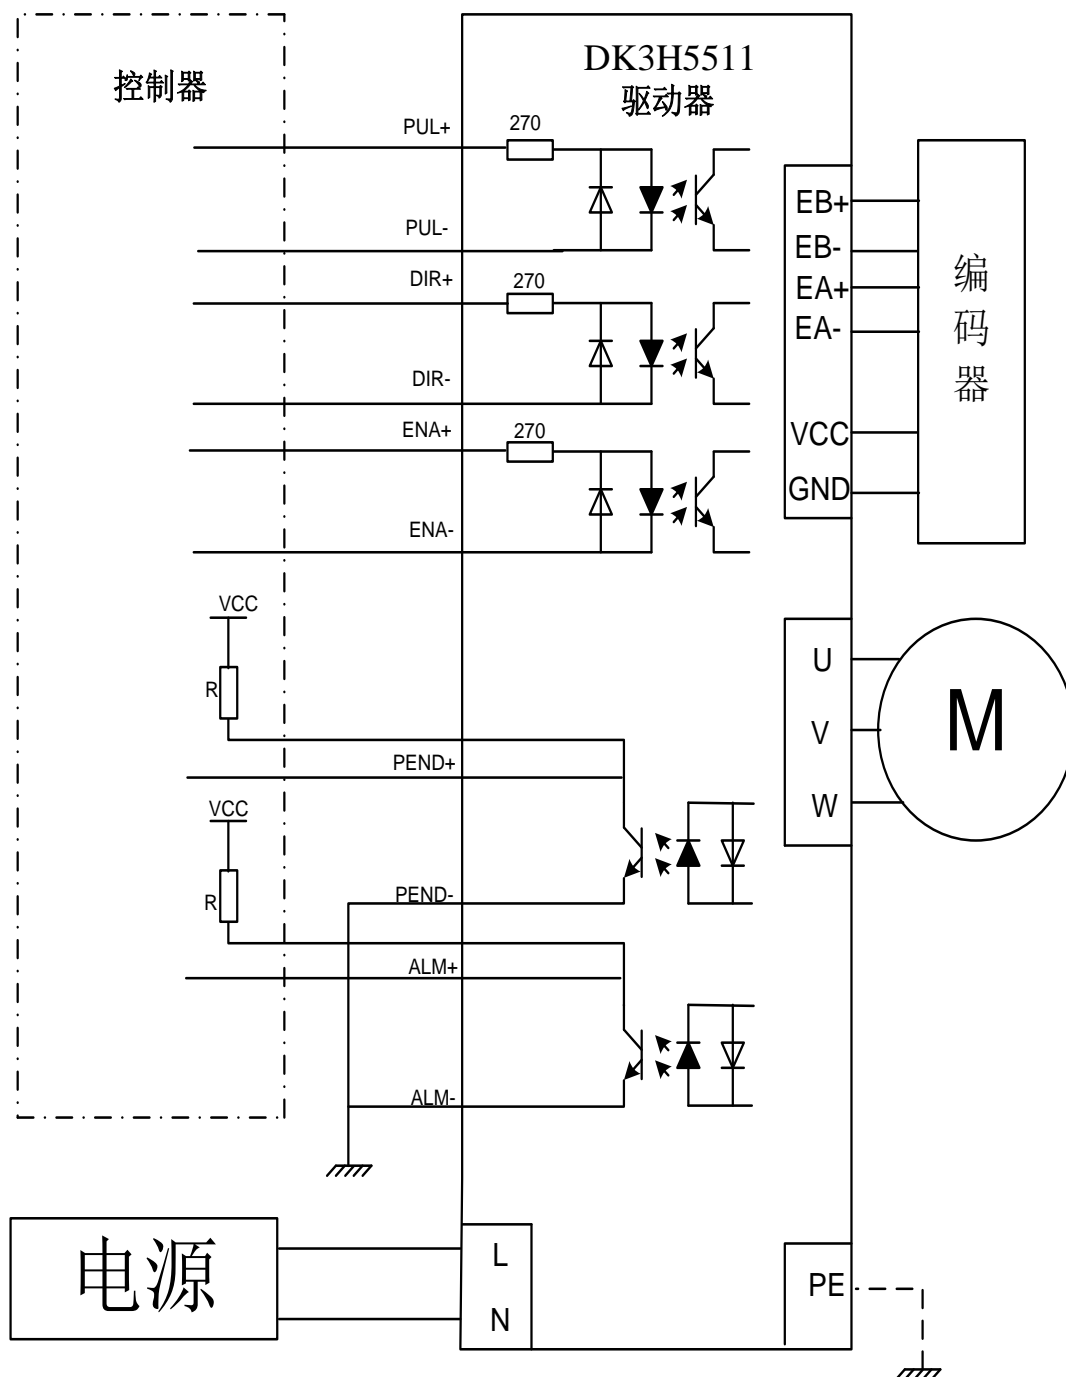 控制器
DK3H5511
驱动器
PUL+
270
PUL-
DIR+
270
DIR-
ENA+
270
ENA-
EB+
EB-
EA+
EA-
VCC
GND
编码器
VCC
R
PEND+
VCC
R
PEND-
ALM+
ALM-
U
V
W
M
电源
L
N
PE